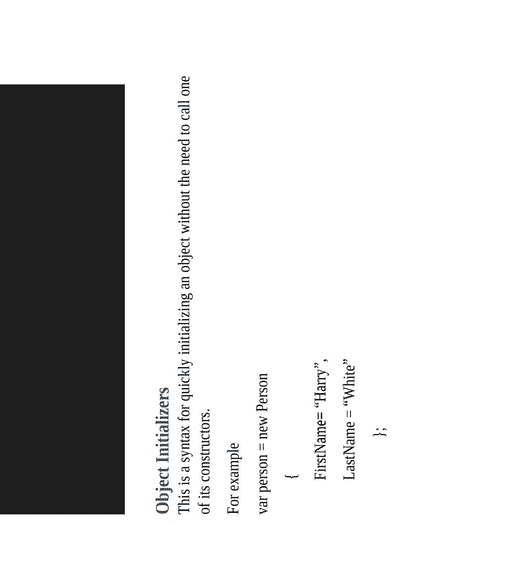 Object Initializers
This is a syntax for quickly initializing an object without the need to call one
of its constructors.
For example
var person = new Person
{
FirstName= “Harry”,
LastName = “White”
};